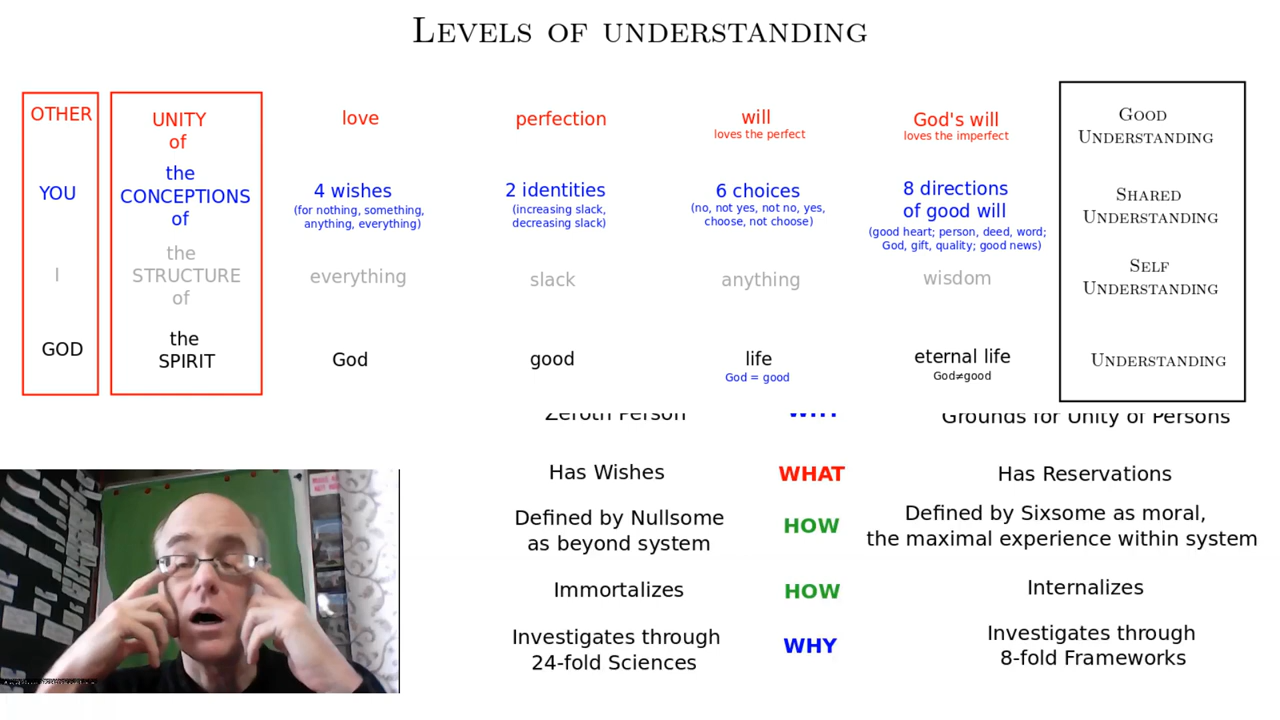 LEVELS OF UNDERSTANDING
OTHER
UNITY
of
love
perfection
will
loves the perfect
God's will
loves the imperfect
GOOD
UNDERSTANDING
YOU
the
CONCEPTIONS
of
4 wishes
(for nothing, something,
anything, everything)
2 identities
(increasing slack,
decreasing slack)
6 choices
(no, not yes, not no, yes,
choose, not choose)
8 directions
of good will
(good heart; person, deed, word;
God, gift, quality; good news)
SHARED
UNDERSTANDING
I
the
STRUCTURE
of
everything
slack
anything
wisdom
SELF
UNDERSTANDING
GOD
the
SPIRIT
God
good
life
God = good
eternal life
God≠good
UNDERSTANDING
Zeroth Person
WHY
Grounds for Unity of Persons
Has Wishes
WHAT
Has Reservations
Defined by Nullsome
as beyond system
HOW
Defined by Sixsome as moral,
the maximal experience within system
Immortalizes
HOW
Internalizes
Investigates through
24-fold Sciences
WHY
Investigates through
8-fold Frameworks